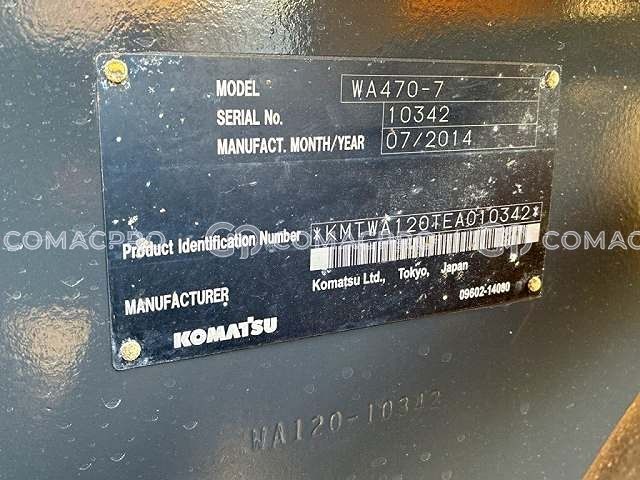 MODEL WA470-7
SERIAL No. 10342
MANUFACT. MONTH/YEAR 07/2014
Product Identification Number *KMTWA120TEA010342*
COMACPRO COMACPRO COMACPRO
MANUFACTURER Komatsu Ltd., Tokyo, Japan
09602-14080
KOMATSU
WA120-10342